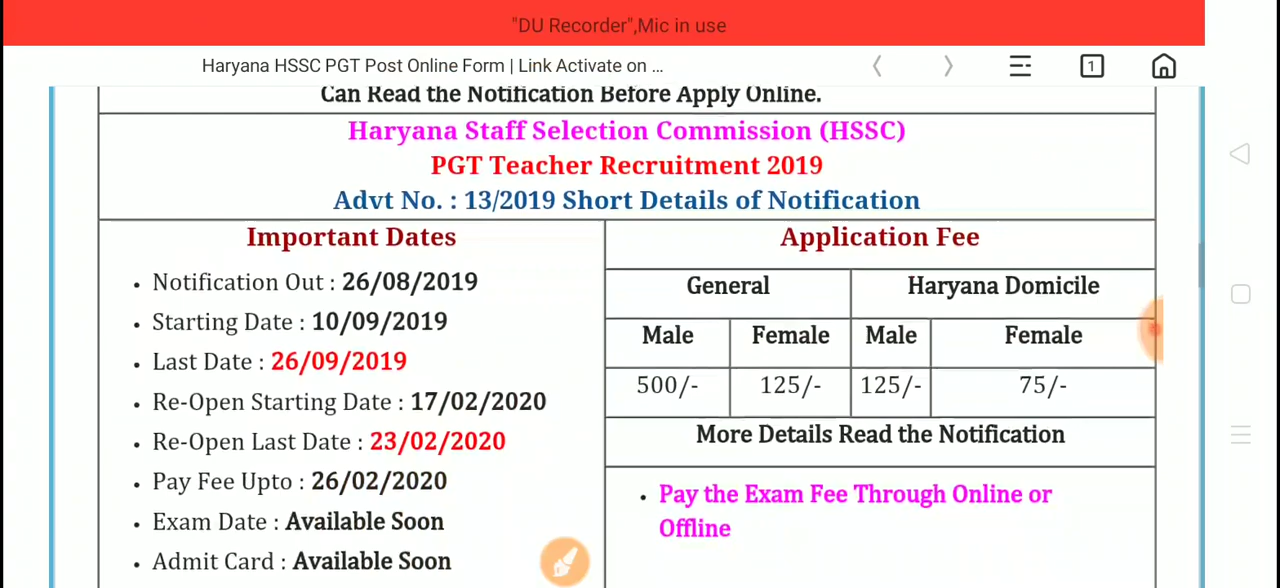 "DU Recorder",Mic in use
Haryana HSSC PGT Post Online Form | Link Activate on ...
1
Can Read the Notification Before Apply Online.
Haryana Staff Selection Commission (HSSC)
PGT Teacher Recruitment 2019
Advt No. : 13/2019 Short Details of Notification
Important Dates
• Notification Out : 26/08/2019
• Starting Date : 10/09/2019
• Last Date : 26/09/2019
• Re-Open Starting Date : 17/02/2020
• Re-Open Last Date : 23/02/2020
• Pay Fee Upto : 26/02/2020
• Exam Date : Available Soon
• Admit Card : Available Soon
Application Fee
General Haryana Domicile
Male Female Male Female
500/- 125/- 125/- 75/-
More Details Read the Notification
• Pay the Exam Fee Through Online or
Offline